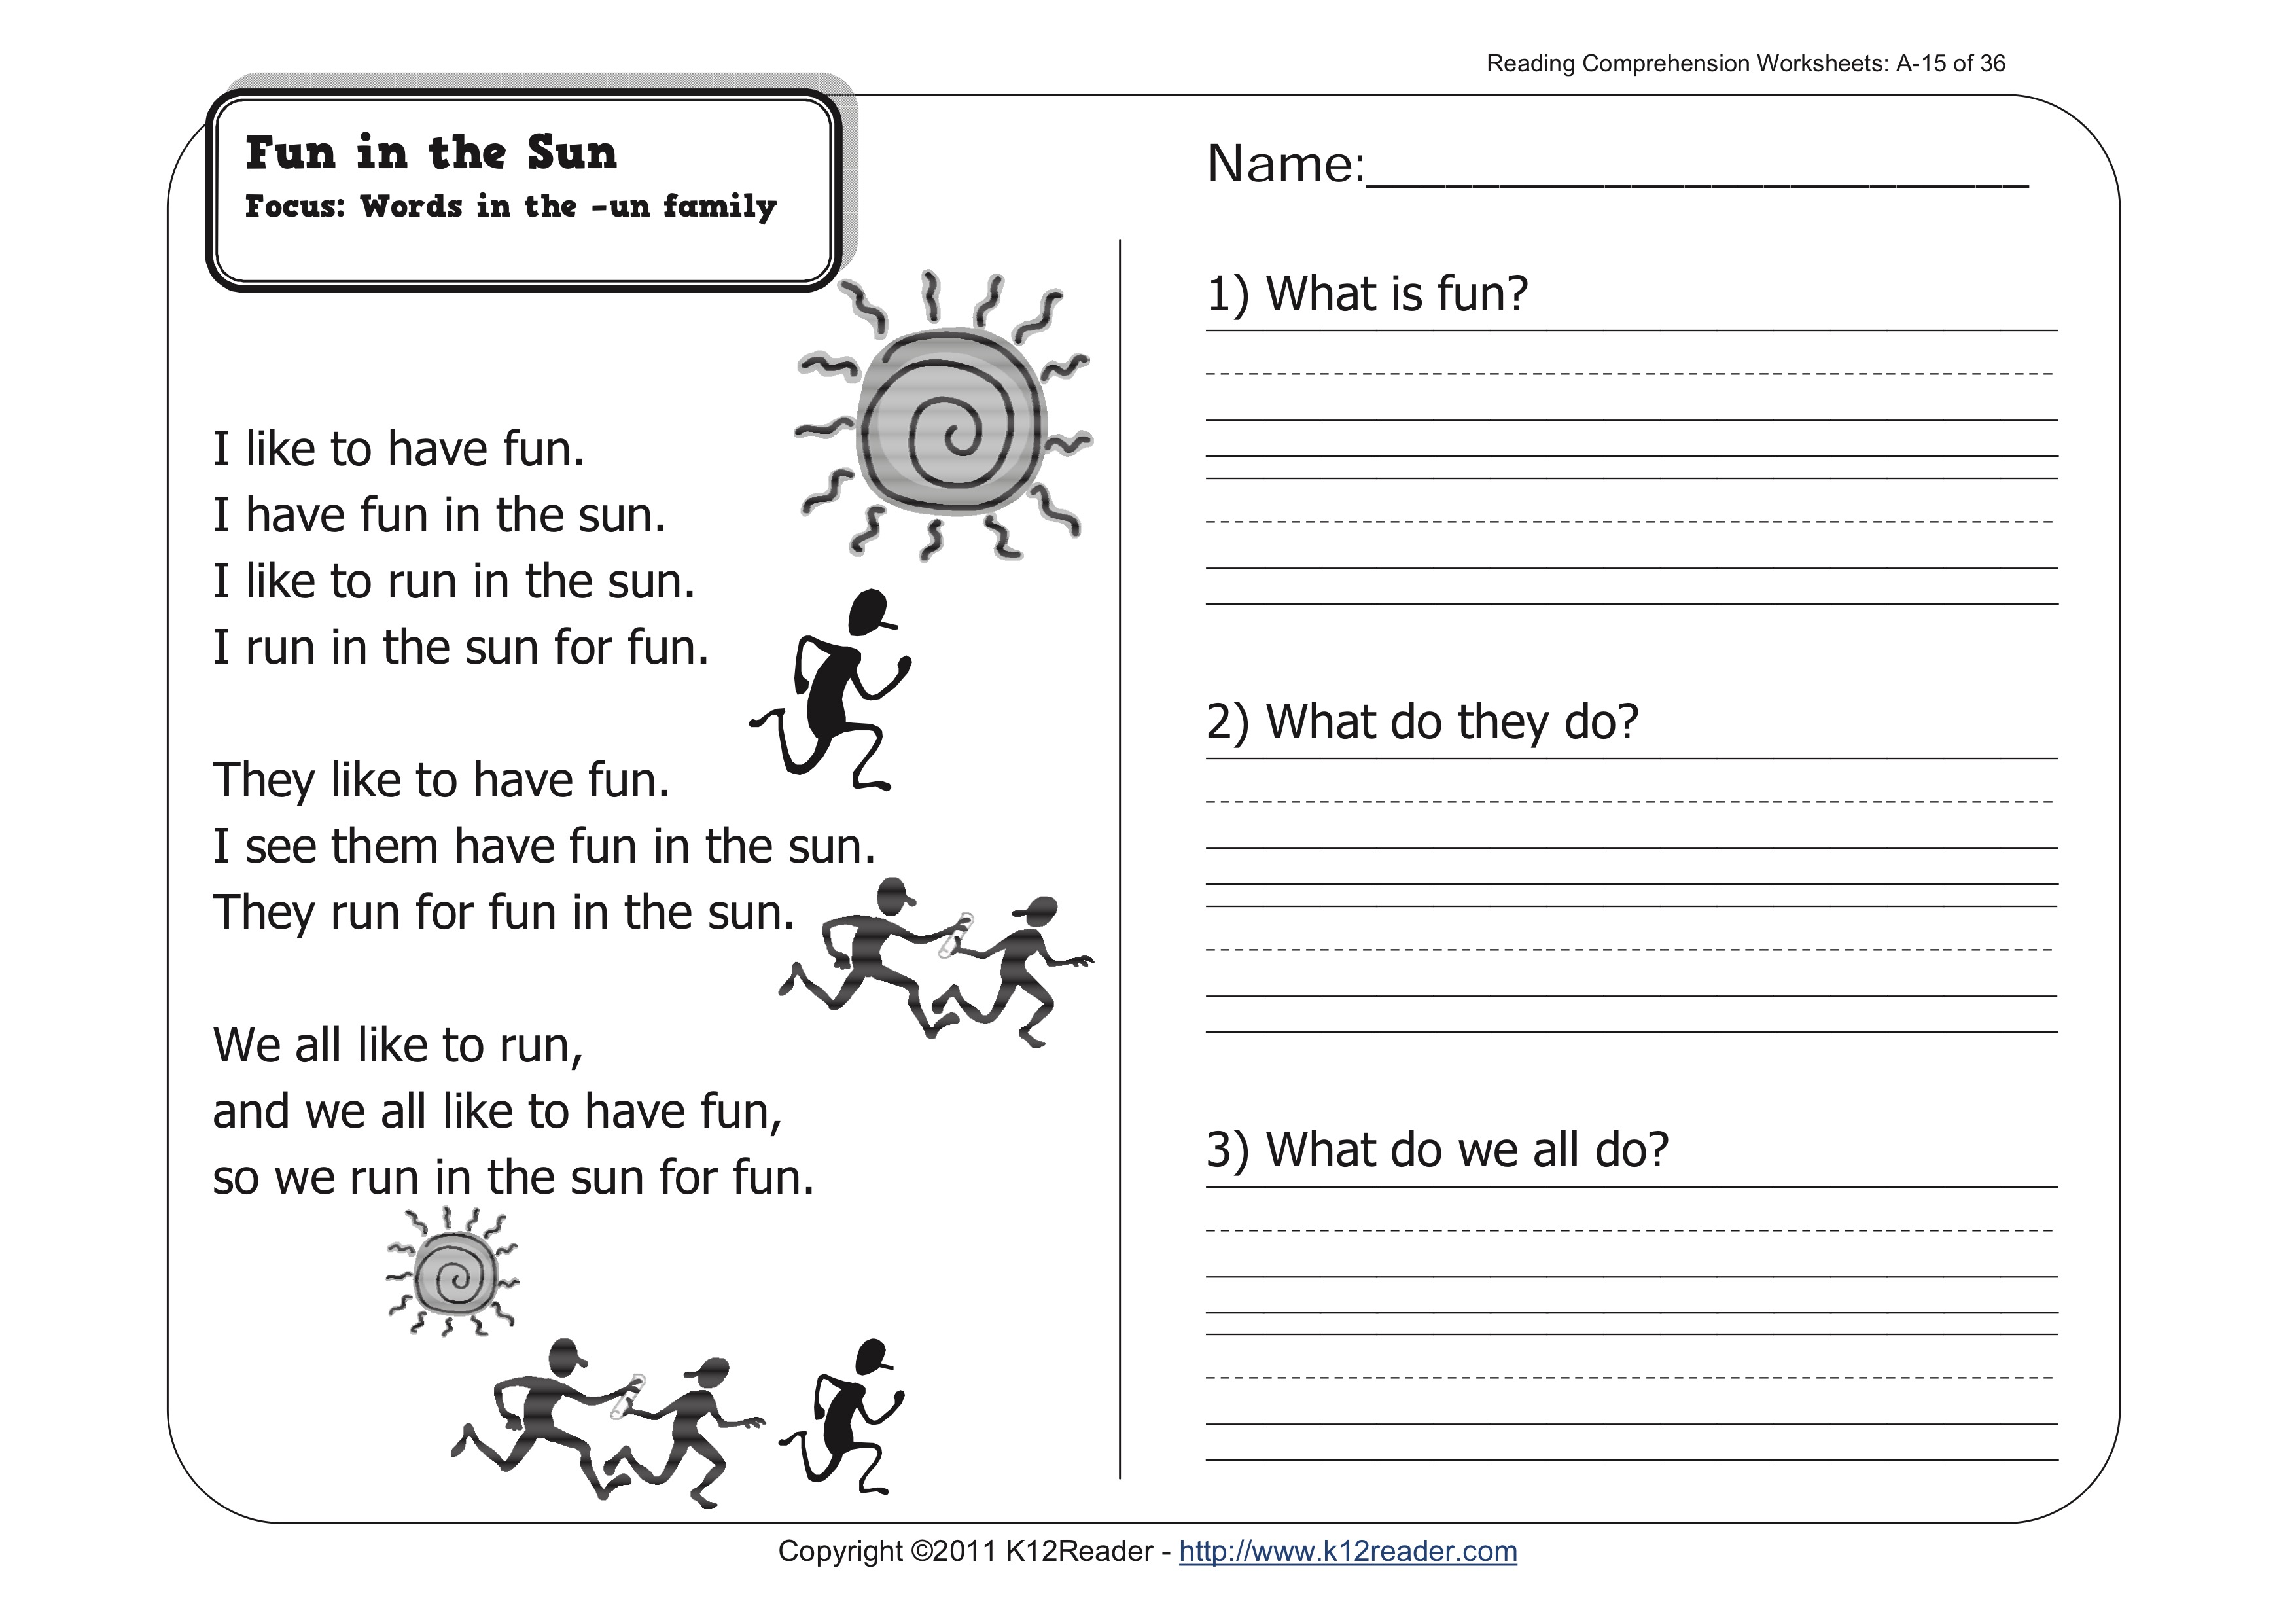 Reading Comprehension Worksheets: A-15 of 36
Fun in the Sun
Focus: Words in the -un family
I like to have fun.
I have fun in the sun.
I like to run in the sun.
I run in the sun for fun.
They like to have fun.
I see them have fun in the sun.
They run for fun in the sun.
We all like to run,
and we all like to have fun,
so we run in the sun for fun.
Name:_________________________
1) What is fun?
2) What do they do?
3) What do we all do?
Copyright ©2011 K12Reader - http://www.k12reader.com